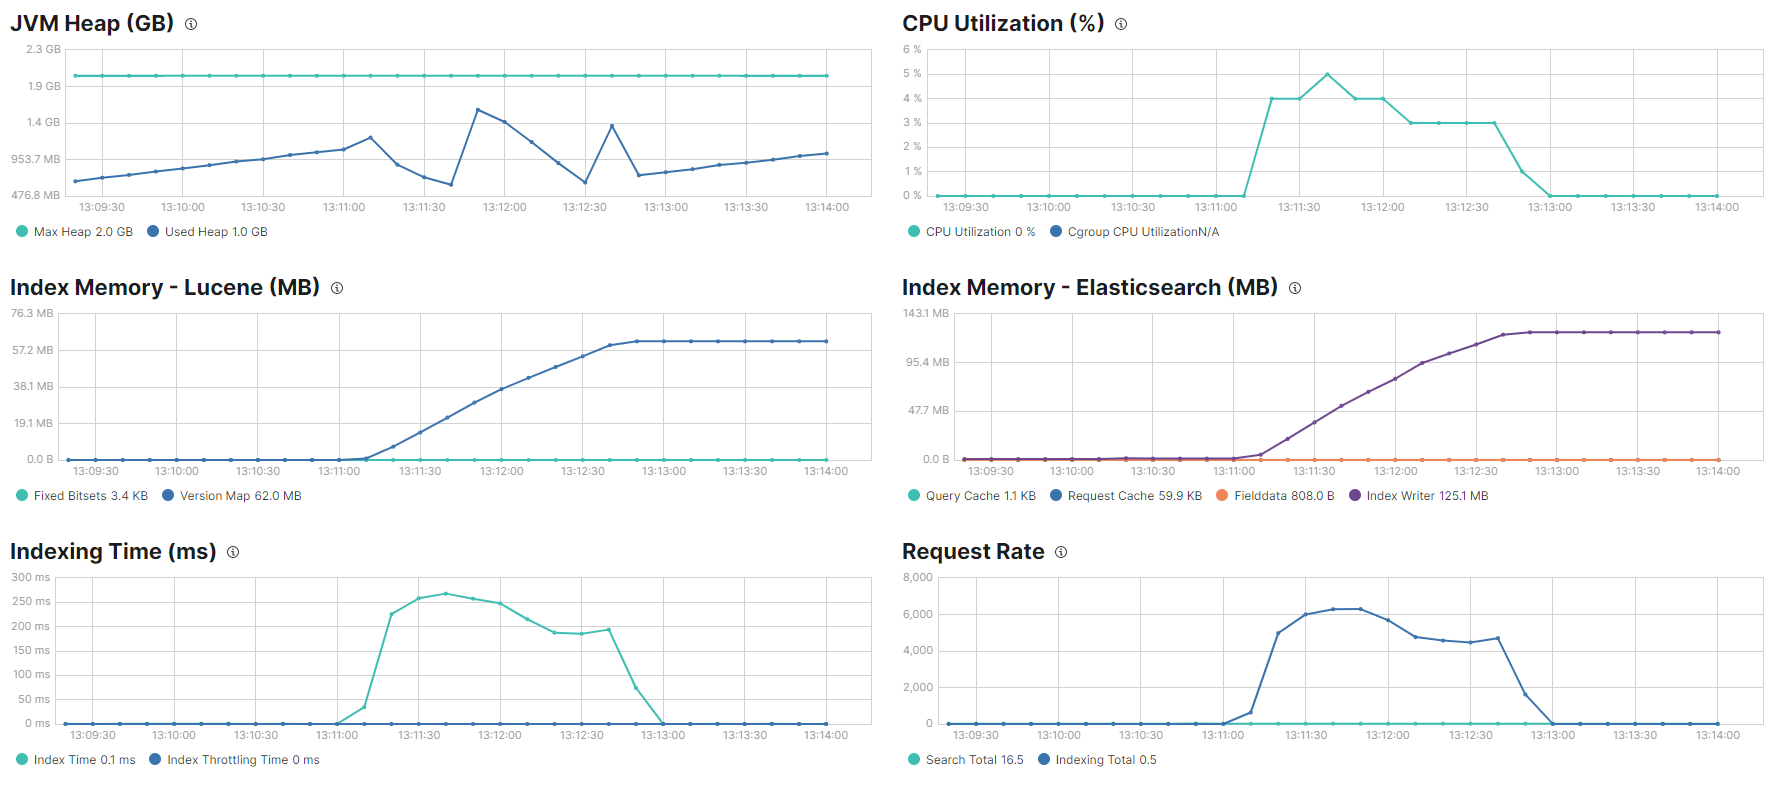 JVM Heap (GB)
2.3 GB
1.9 GB
1.4 GB
953.7 MB
476.8 MB
13:09:30 13:10:00 13:10:30 13:11:00 13:11:30 13:12:00 13:12:30 13:13:00 13:13:30 13:14:00
Max Heap 2.0 GB Used Heap 1.0 GB
CPU Utilization (%)
6 %
5 %
4 %
3 %
2 %
1 %
0 %
13:09:30 13:10:00 13:10:30 13:11:00 13:11:30 13:12:00 13:12:30 13:13:00 13:13:30 13:14:00
CPU Utilization 0 % Cgroup CPU UtilizationN/A
Index Memory - Lucene (MB)
76.3 MB
57.2 MB
38.1 MB
19.1 MB
0.0 B
13:09:30 13:10:00 13:10:30 13:11:00 13:11:30 13:12:00 13:12:30 13:13:00 13:13:30 13:14:00
Fixed Bitsets 3.4 KB Version Map 62.0 MB
Index Memory - Elasticsearch (MB)
143.1 MB
95.4 MB
47.7 MB
0.0 B
13:09:30 13:10:00 13:10:30 13:11:00 13:11:30 13:12:00 13:12:30 13:13:00 13:13:30 13:14:00
Query Cache 1.1 KB Request Cache 59.9 KB Fielddata 808.0 B Index Writer 125.1 MB
Indexing Time (ms)
300 ms
250 ms
200 ms
150 ms
100 ms
50 ms
0 ms
13:09:30 13:10:00 13:10:30 13:11:00 13:11:30 13:12:00 13:12:30 13:13:00 13:13:30 13:14:00
Index Time 0.1 ms Index Throttling Time 0 ms
Request Rate
8,000
6,000
4,000
2,000
0
13:09:30 13:10:00 13:10:30 13:11:00 13:11:30 13:12:00 13:12:30 13:13:00 13:13:30 13:14:00
Search Total 16.5 Indexing Total 0.5